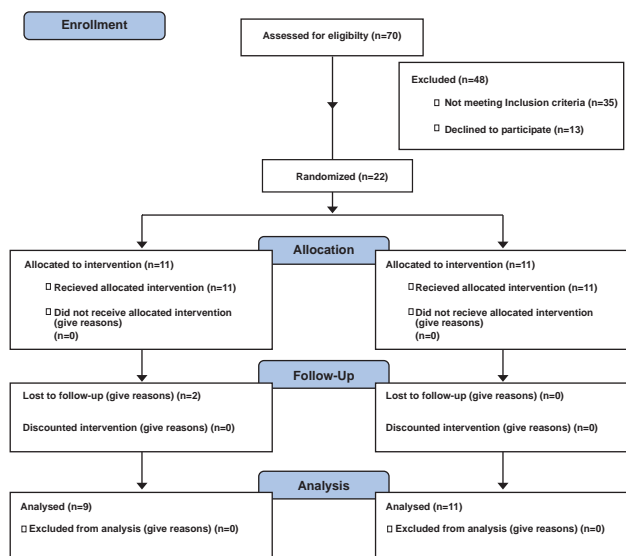 Enrollment
Assessed for eligibilty (n=70)
Excluded (n=48)
Not meeting Inclusion criteria (n=35)
Declined to participate (n=13)
Randomized (n=22)
Allocation
Allocated to intervention (n=11)
Recieved allocated intervention (n=11)
Did not receive allocated intervention
(give reasons)
(n=0)
Allocated to intervention (n=11)
Recieved allocated intervention (n=11)
Did not recieve allocated intervention
(give reasons)
(n=0)
Follow-Up
Lost to follow-up (give reasons) (n=2)
Discounted intervention (give reasons) (n=0)
Lost to follow-up (give reasons) (n=0)
Discounted intervention (give reasons) (n=0)
Analysis
Analysed (n=9)
Excluded from analysis (give reasons) (n=0)
Analysed (n=11)
Excluded from analysis (give reasons) (n=0)